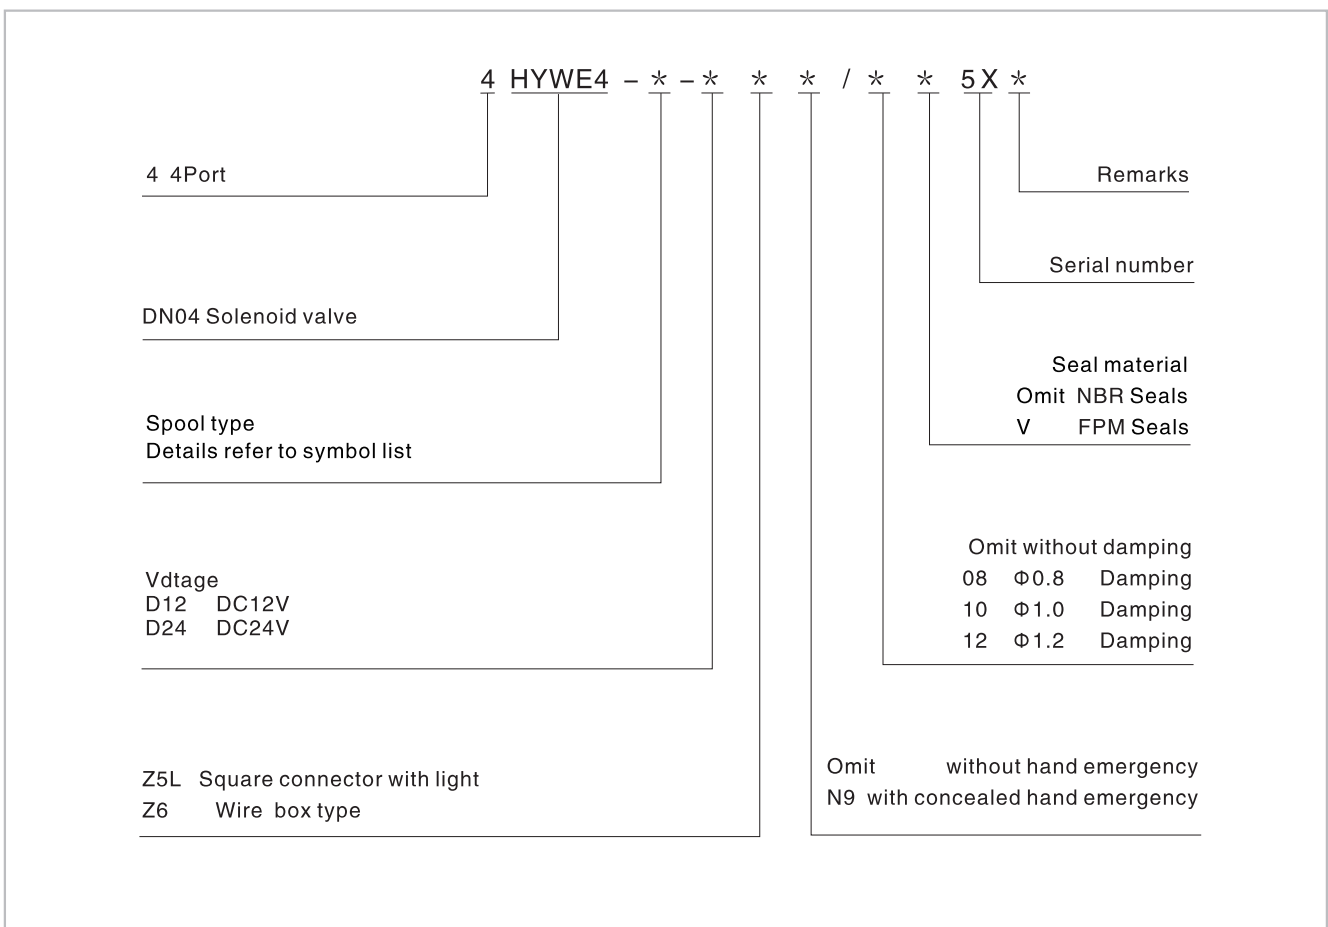 4 HYWE4 – * – * * * / * * 5X *
4 4Port
Remarks
Serial number
DN04 Solenoid valve
Seal material
Omit NBR Seals
V FPM Seals
Spool type
Details refer to symbol list
Omit without damping
08 Φ0.8 Damping
10 Φ1.0 Damping
12 Φ1.2 Damping
Vdtage
D12 DC12V
D24 DC24V
Z5L Square connector with light
Z6 Wire box type
Omit without hand emergency
N9 with concealed hand emergency